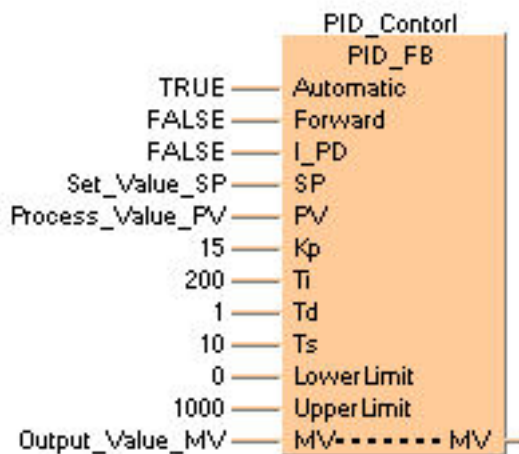 PID_Contorl
PID_FB
TRUE Automatic
FALSE Forward
FALSE I_PD
Set_Value_SP SP
Process_Value_PV PV
15 Kp
200 Ti
1 Td
10 Ts
0 LowerLimit
1000 UpperLimit
Output_Value_MV MV MV